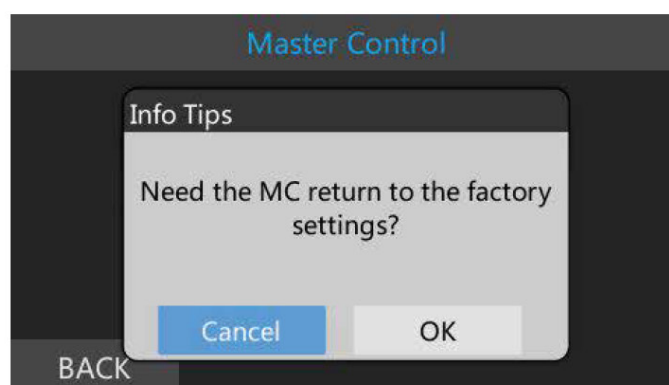 Master Control
Info Tips
Need the MC return to the factory
settings?
Cancel OK
BACK